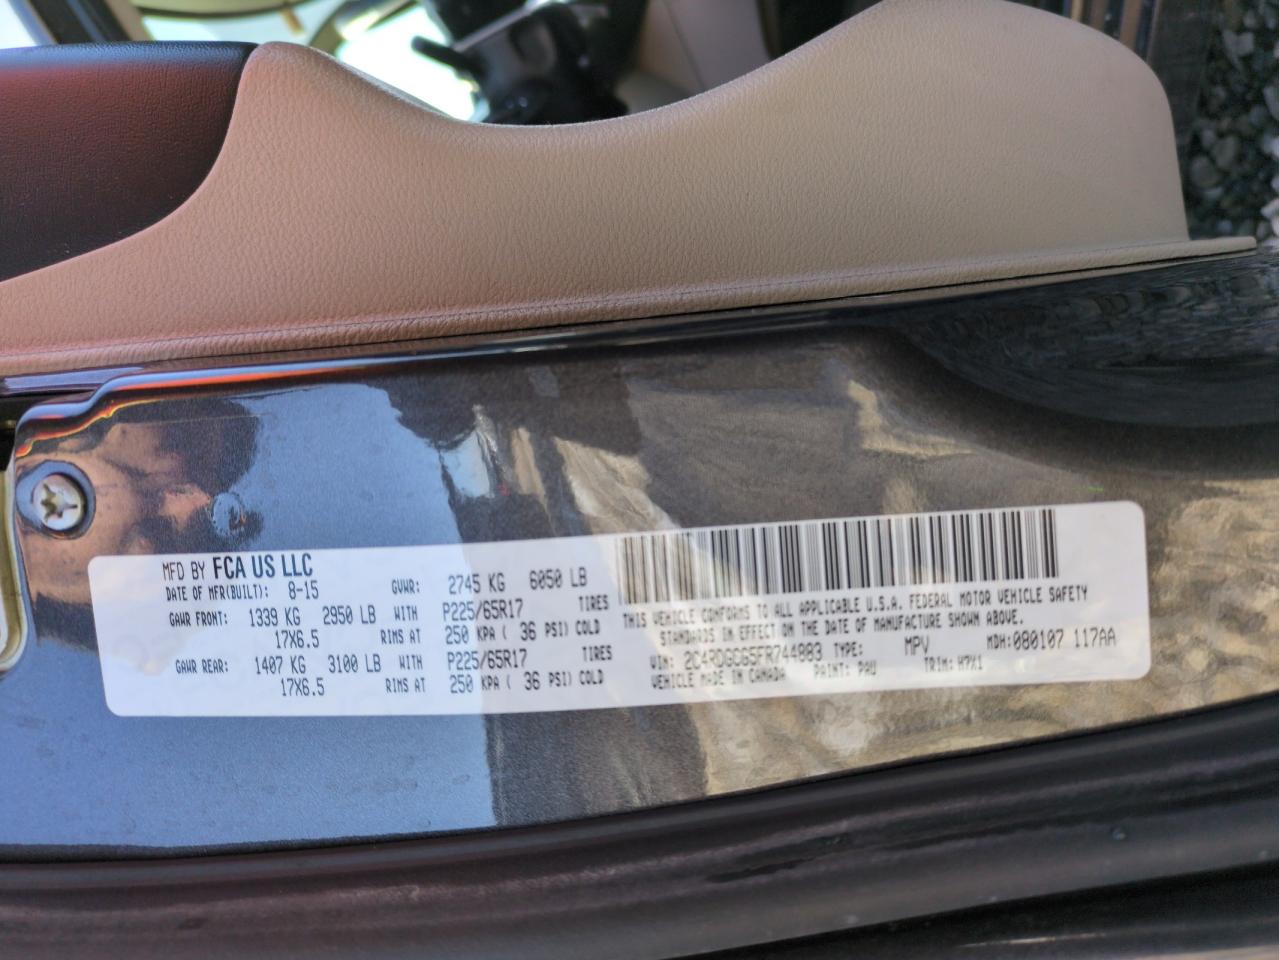 MFD BY FCA US LLC
DATE OF MFR(BUILT): 8-15 GVWR: 2745 KG 6050 LB
GAWR FRONT: 1339 KG 2950 LB WITH P225/65R17 TIRES
17X6.5 RIMS AT 250 KPA ( 36 PSI) COLD
GAWR REAR: 1407 KG 3100 LB WITH P225/65R17 TIRES
17X6.5 RIMS AT 250 KPA ( 36 PSI) COLD
THIS VEHICLE CONFORMS TO ALL APPLICABLE U.S.A. FEDERAL MOTOR VEHICLE SAFETY
STANDARDS IN EFFECT ON THE DATE OF MANUFACTURE SHOWN ABOVE.
VIN: 2C4RDGCG5FR744883 TYPE: MPV MDH:080107 117AA
VEHICLE MADE IN CANADA PAINT: PAU TRIM: H7X1